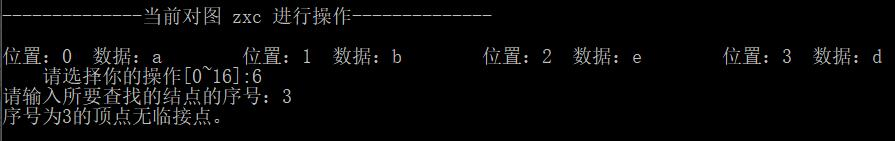 --------------当前对图 zxc 进行操作--------------
位置：0 数据：a 位置：1 数据：b 位置：2 数据：e 位置：3 数据：d
请选择你的操作[0~16]:6
请输入所要查找的结点的序号：3
序号为3的顶点无临接点。